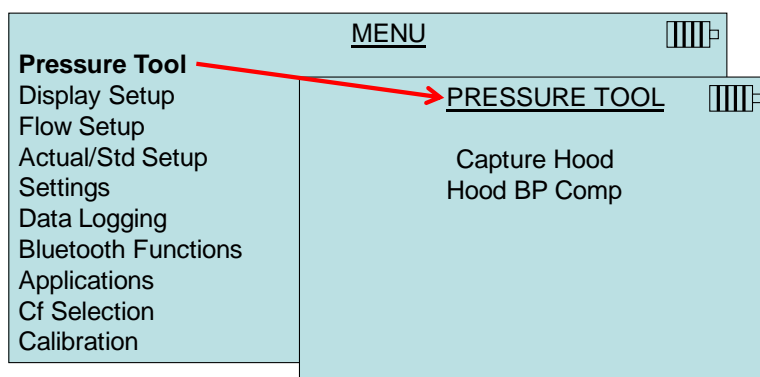 MENU
Pressure Tool
Display Setup
Flow Setup
Actual/Std Setup
Settings
Data Logging
Bluetooth Functions
Applications
Cf Selection
Calibration
PRESSURE TOOL
Capture Hood
Hood BP Comp